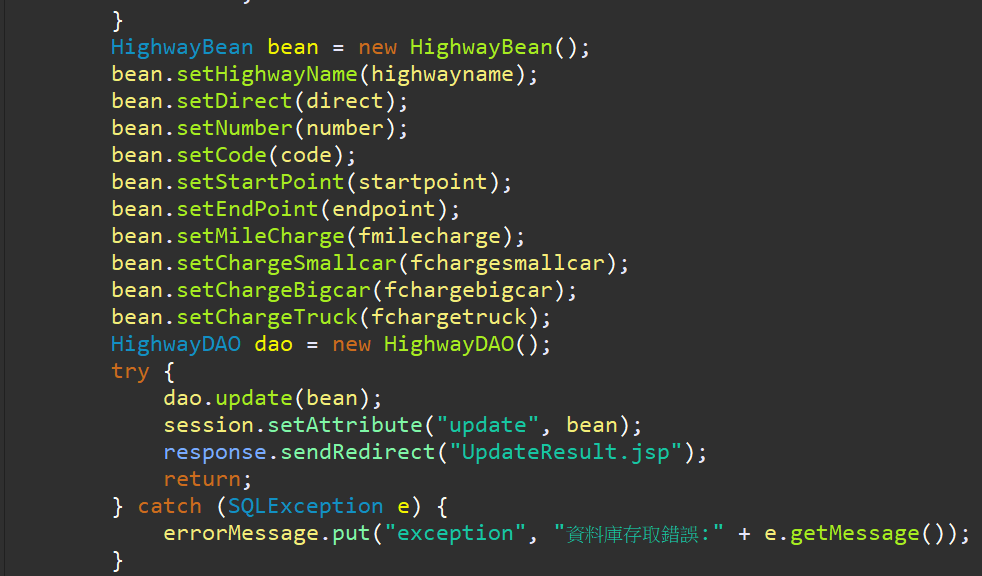 }
HighwayBean bean = new HighwayBean();
bean.setHighwayName(highwayname);
bean.setDirect(direct);
bean.setNumber(number);
bean.setCode(code);
bean.setStartPoint(startpoint);
bean.setEndPoint(endpoint);
bean.setMileCharge(fmilecharge);
bean.setChargeSmallcar(fchargesmallcar);
bean.setChargeBigcar(fchargebigcar);
bean.setChargeTruck(fchargetruck);
HighwayDAO dao = new HighwayDAO();
try {
dao.update(bean);
session.setAttribute("update", bean);
response.sendRedirect("UpdateResult.jsp");
return;
} catch (SQLException e) {
errorMessage.put("exception", "資料庫存取錯誤:" + e.getMessage());
}